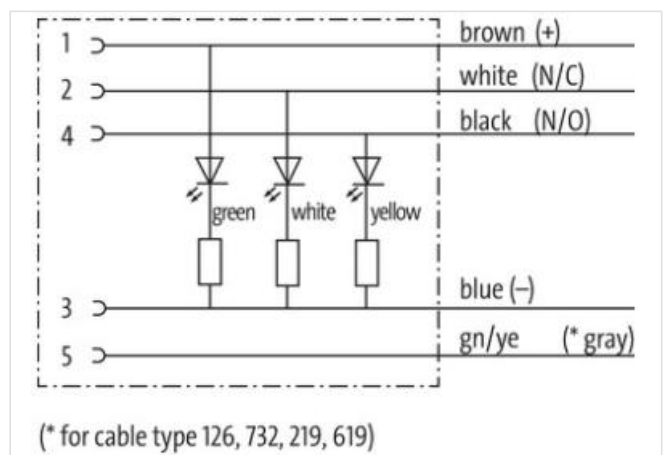 1 brown (+)
2 white (N/C)
4 black (N/O)
green white yellow
3 blue (–)
5 gn/ye (* gray)
(* for cable type 126, 732, 219, 619)